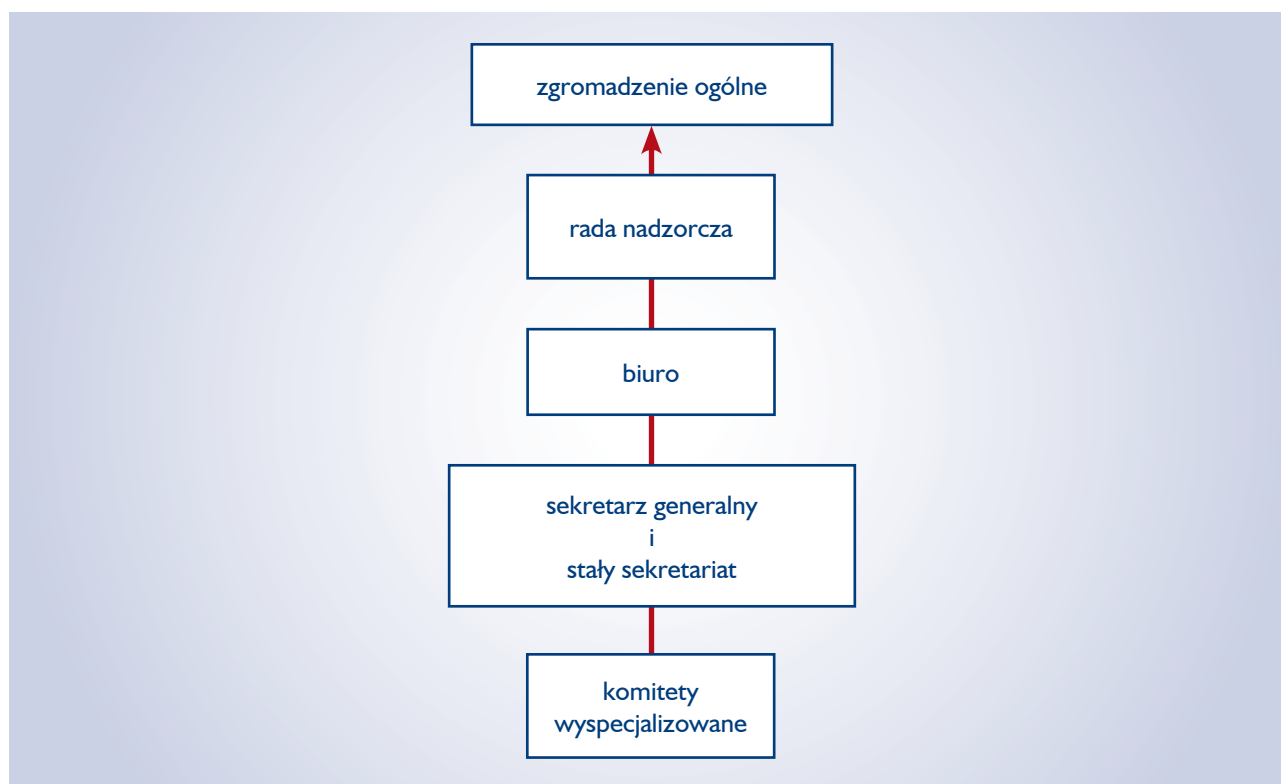 zgromadzenie ogólne
rada nadzorcza
biuro
sekretarz generalny
i
stały sekretariat
komitety
wyspecjalizowane